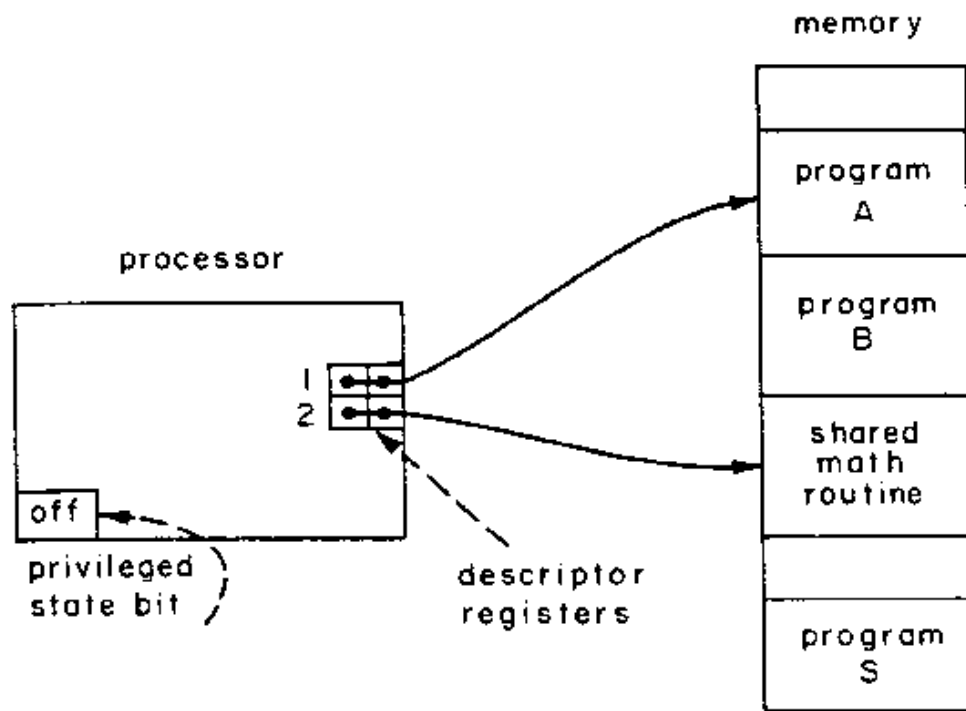 memory
program
A
processor
program
B
1
2
shared
math
routine
off
privileged
state bit
descriptor
registers
program
S